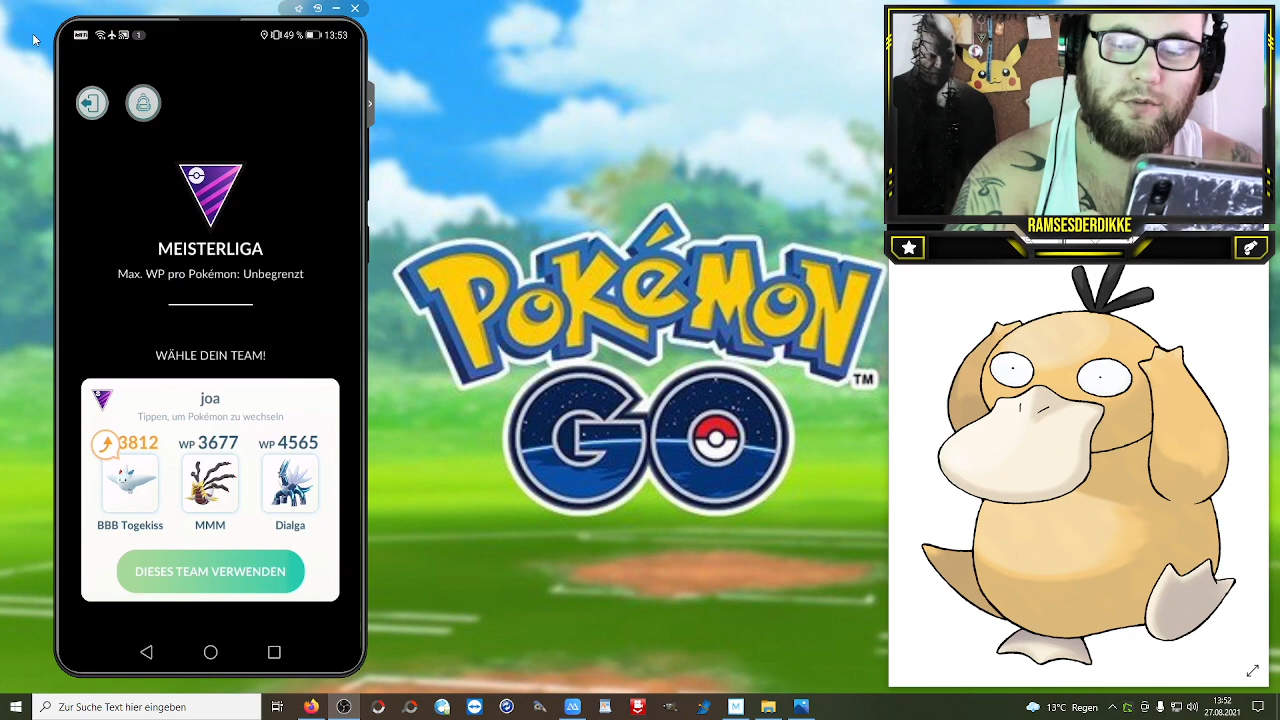 49 % 13:53
1
MEISTERLIGA
Max. WP pro Pokémon: Unbegrenzt
WÄHLE DEIN TEAM!
joa
Tippen, um Pokémon zu wechseln
3812 WP 3677 WP 4565
BBB Togekiss MMM Dialga
DIESES TEAM VERWENDEN
POKéMON
TM
GO
RAMSESDERDIKKE
Zur Suche Text hier eingeben
13°C Regen
13:52
27.08.2021